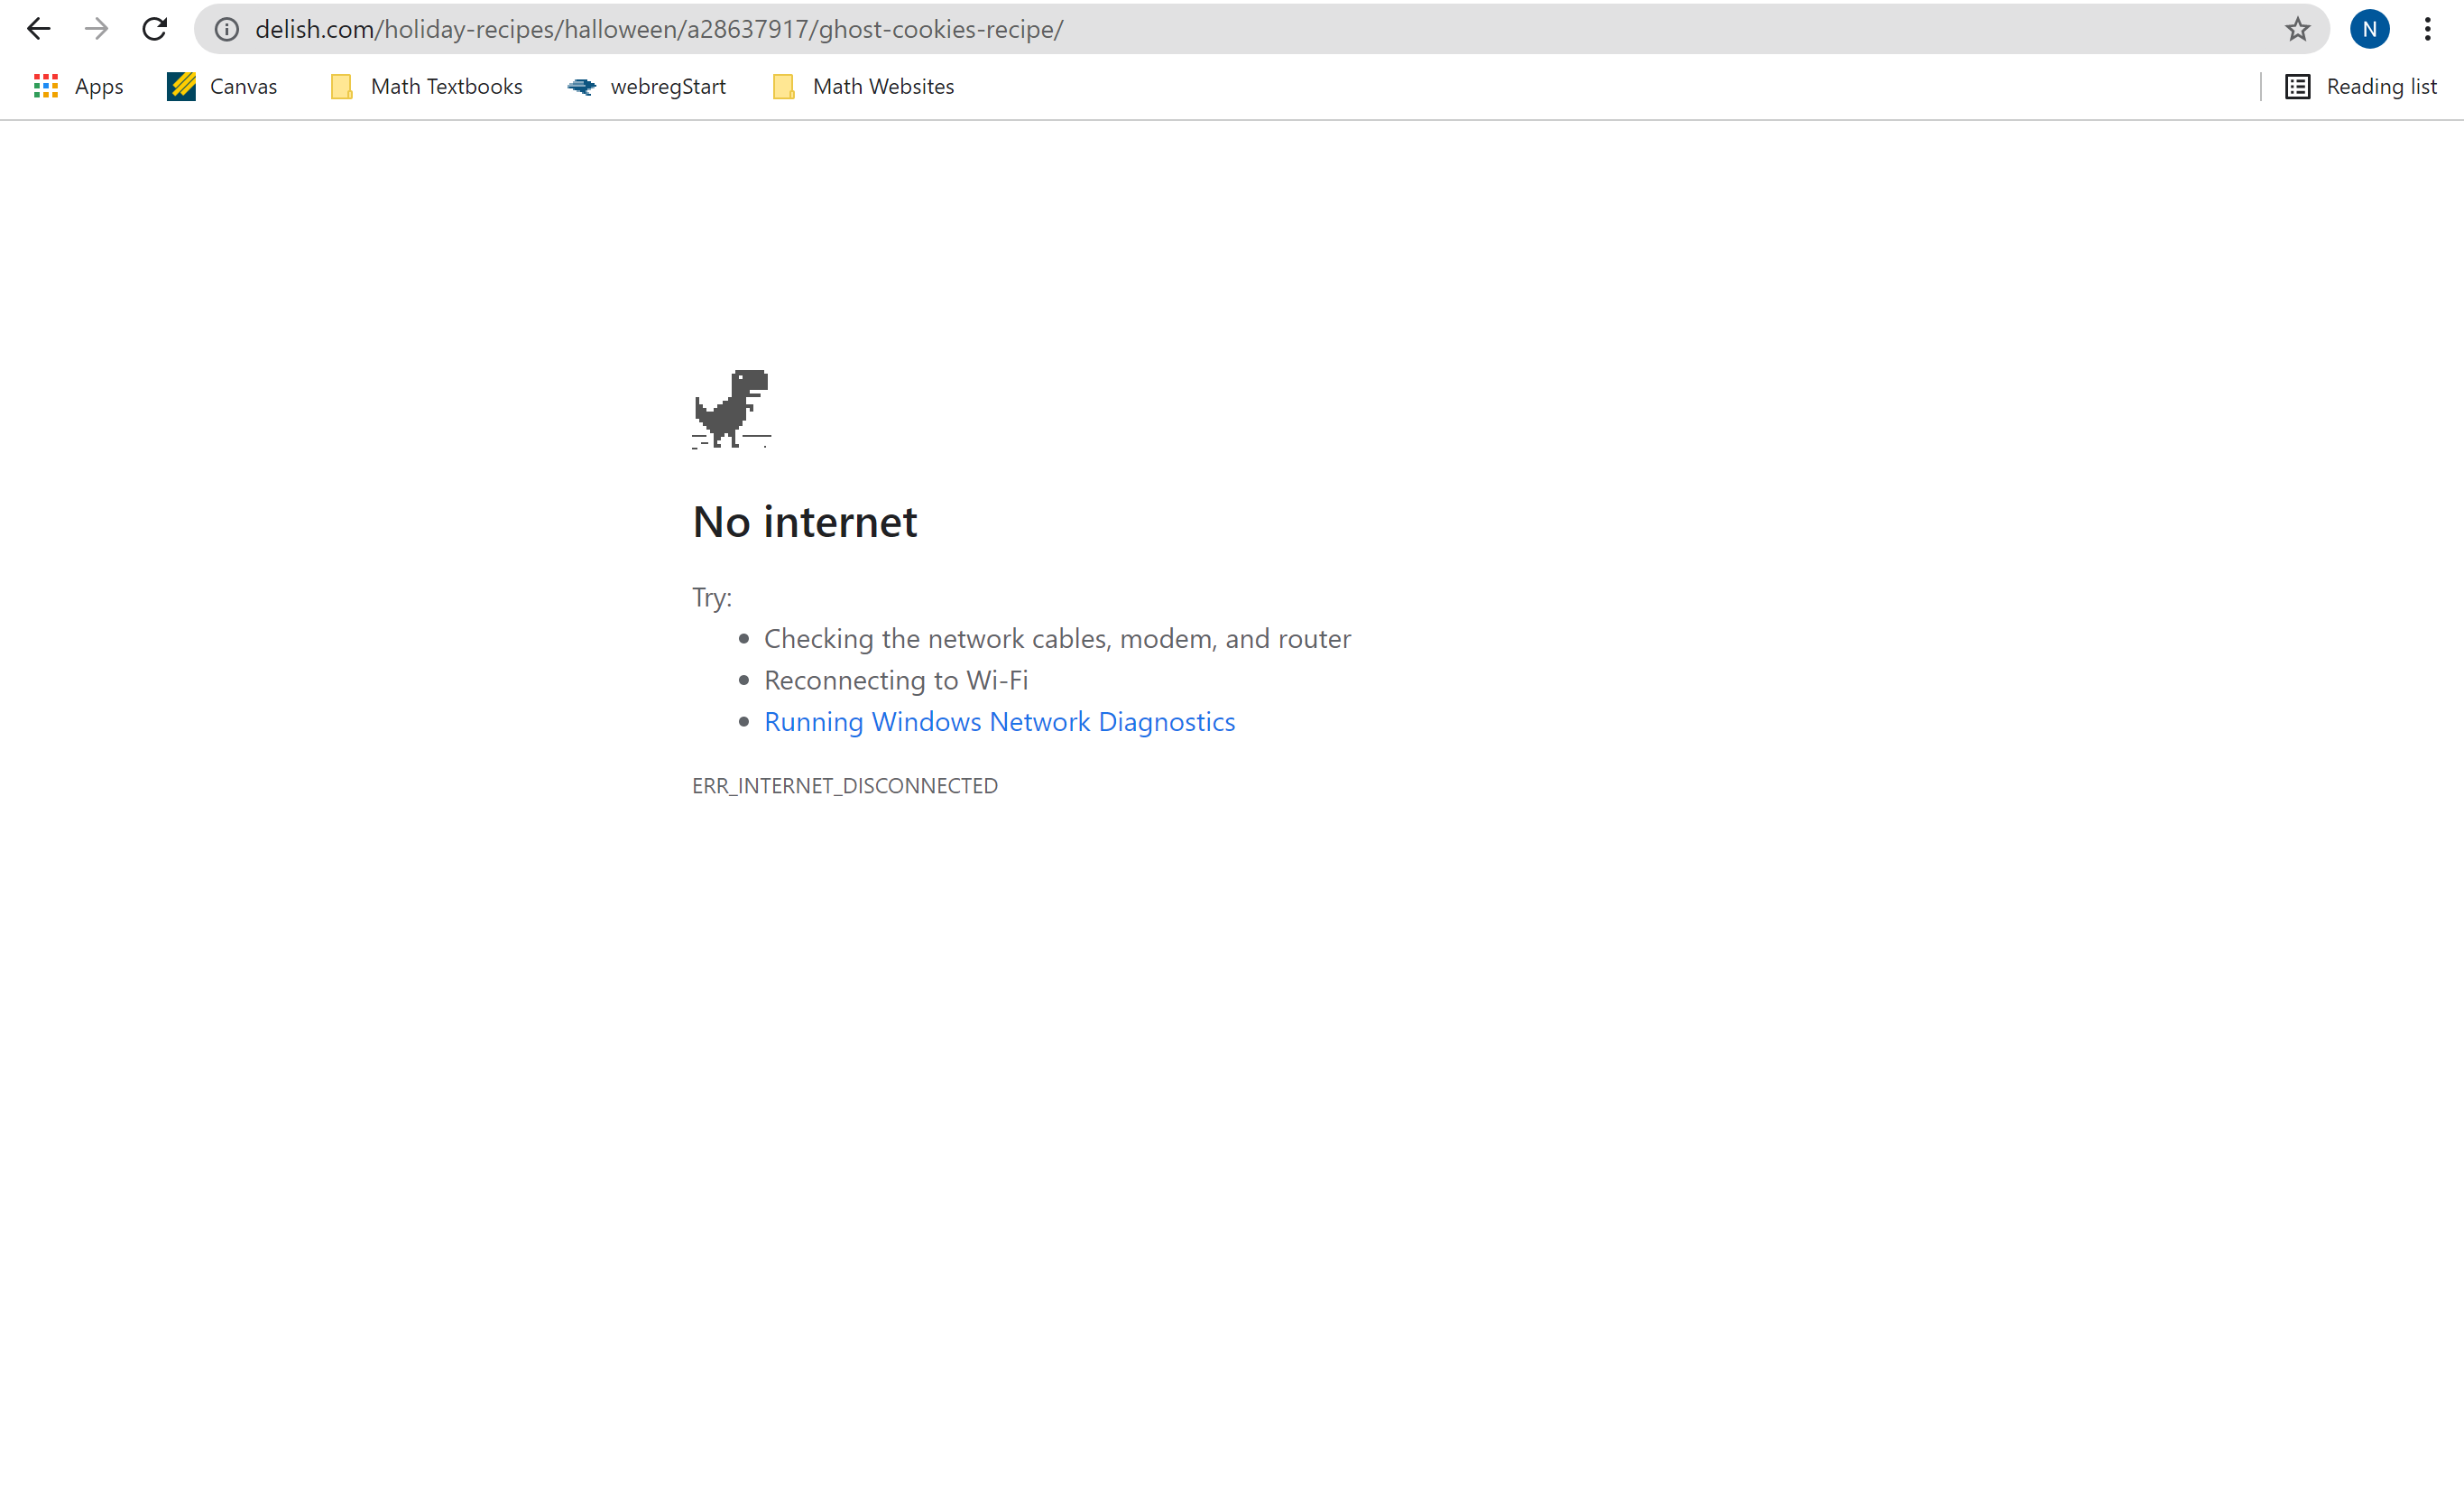 delish.com/holiday-recipes/halloween/a28637917/ghost-cookies-recipe/
N
Apps Canvas Math Textbooks webregStart Math Websites Reading list
No internet
Try:
Checking the network cables, modem, and router
Reconnecting to Wi-Fi
Running Windows Network Diagnostics
ERR_INTERNET_DISCONNECTED